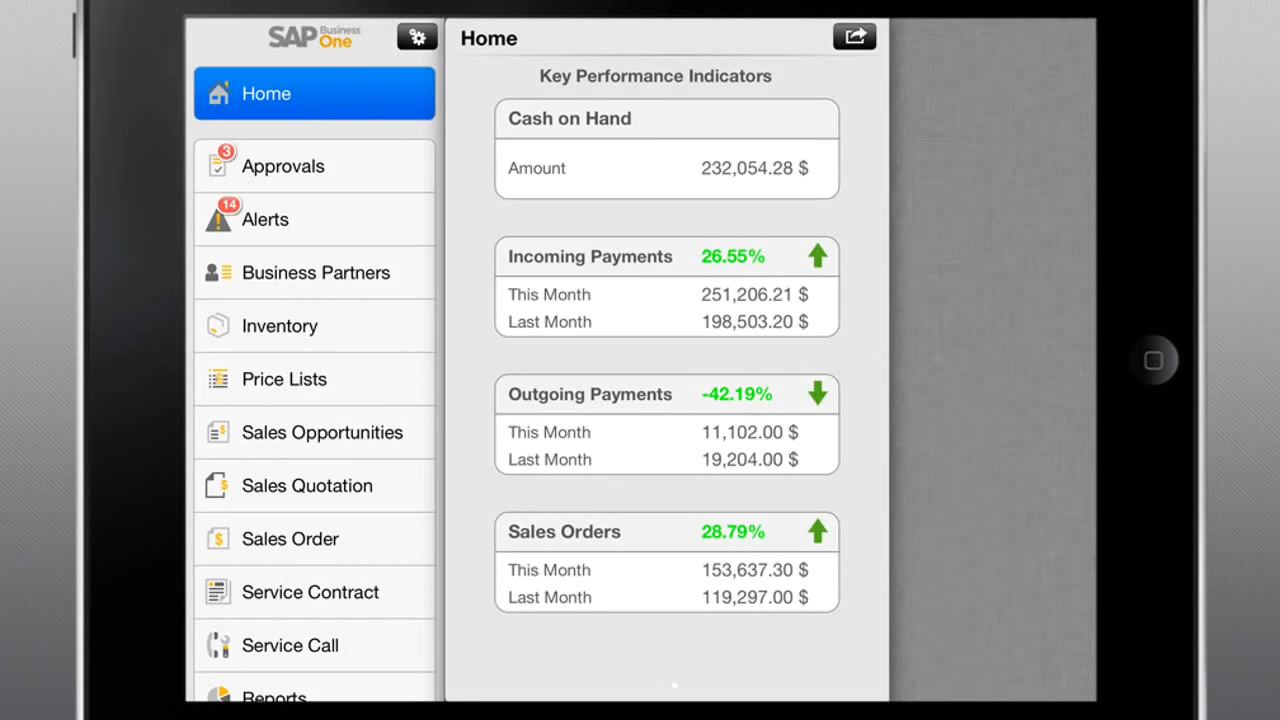 SAP Business One
Home
3
Approvals
14
Alerts
Business Partners
Inventory
Price Lists
Sales Opportunities
Sales Quotation
Sales Order
Service Contract
Service Call
Reports
Home
Key Performance Indicators
Cash on Hand
Amount 232,054.28 $
Incoming Payments 26.55%
This Month 251,206.21 $
Last Month 198,503.20 $
Outgoing Payments -42.19%
This Month 11,102.00 $
Last Month 19,204.00 $
Sales Orders 28.79%
This Month 153,637.30 $
Last Month 119,297.00 $